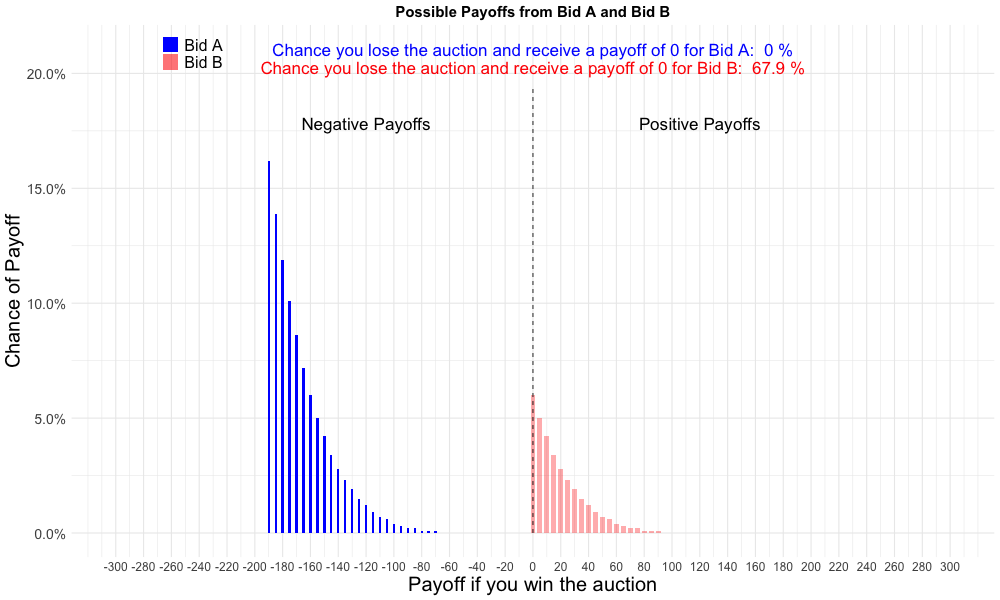 Possible Payoffs from Bid A and Bid B
Bid A
Bid B
Chance you lose the auction and receive a payoff of 0 for Bid A:  0 %
Chance you lose the auction and receive a payoff of 0 for Bid B:  67.9 %
Negative Payoffs
Positive Payoffs
Chance of Payoff
20.0%
15.0%
10.0%
5.0%
0.0%
-300 -280 -260 -240 -220 -200 -180 -160 -140 -120 -100 -80 -60 -40 -20 0 20 40 60 80 100 120 140 160 180 200 220 240 260 280 300
Payoff if you win the auction